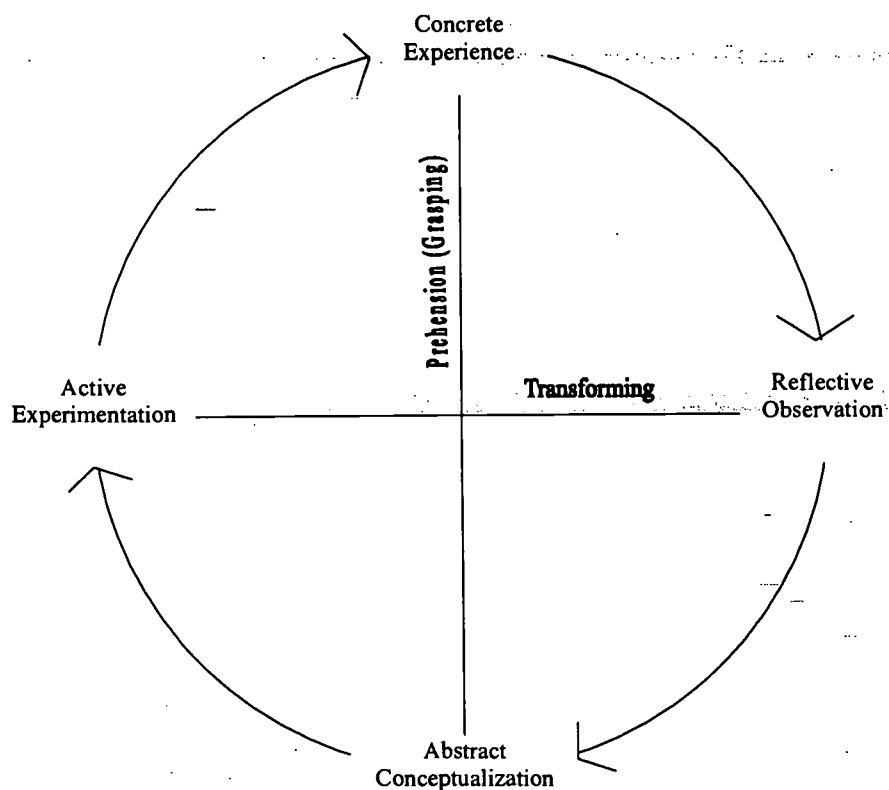 Concrete
Experience
Prehension (Grasping)
Transforming
Active
Experimentation
Reflective
Observation
Abstract
Conceptualization